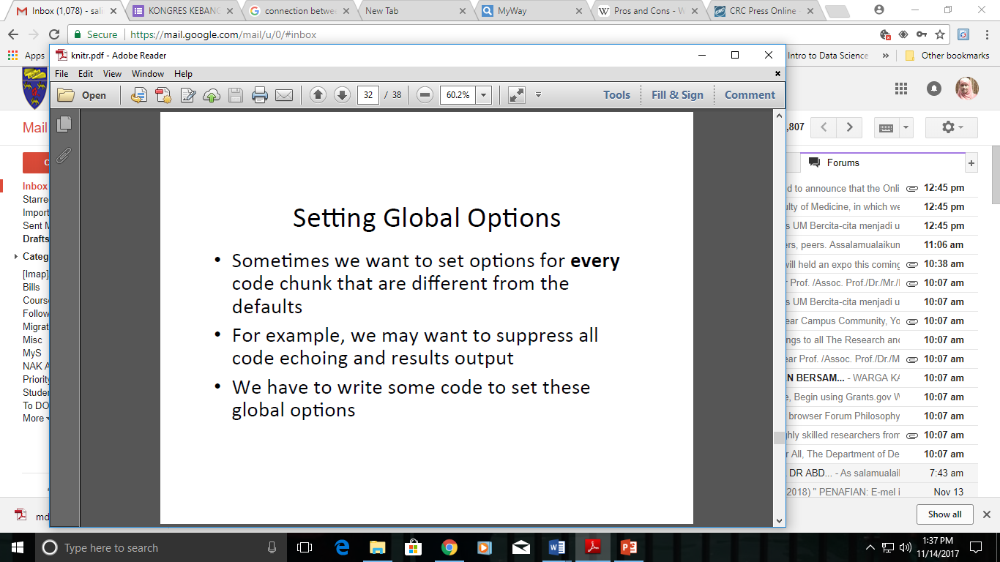 Inbox (1,078) - sali
KONGRES KEBANG
connection betwe
New Tab
MyWay
Pros and Cons - W
CRC Press Online -
Secure | https://mail.google.com/mail/u/0/#inbox
Apps
Intro to Data Science
»
Other bookmarks
knitr.pdf - Adobe Reader
File Edit View Window Help
Open
32 / 38
60.2%
Tools
Fill & Sign
Comment
Mail
,807
C
Forums
+
Inbox
Starre
Import
Sent M
Drafts
Categ
[Imap]
Bills
Course
Follow
Migrat
Misc
MyS
NAK A
Priority
Studen
To DO
More
Setting Global Options
• Sometimes we want to set options for every
code chunk that are different from the
defaults
• For example, we may want to suppress all
code echoing and results output
• We have to write some code to set these
global options
d to announce that the Onli 12:45 pm
ulty of Medicine, in which we 12:45 pm
s UM Bercita-cita menjadi u 12:45 pm
ers, peers. Assalamualaikun 11:06 am
will held an expo this coming 10:38 am
r Prof. /Assoc. Prof./Dr./Mr./ 10:07 am
s UM Bercita-cita menjadi u 10:07 am
ear Campus Community, Yo 10:07 am
ngs to all The Research and 10:07 am
ear Prof. /Assoc. Prof./Dr./M 10:07 am
N BERSAM... - WARGA KA 10:07 am
e, Begin using Grants.gov W 10:07 am
browser Forum Philosophy 10:07 am
ghly skilled researchers from 10:07 am
r All, The Department of De 10:07 am
DR ABD... - As salamualai 7:43 am
2018) " PENAFIAN: E-mel i Nov 13
md
Show all
Type here to search
1:37 PM
11/14/2017